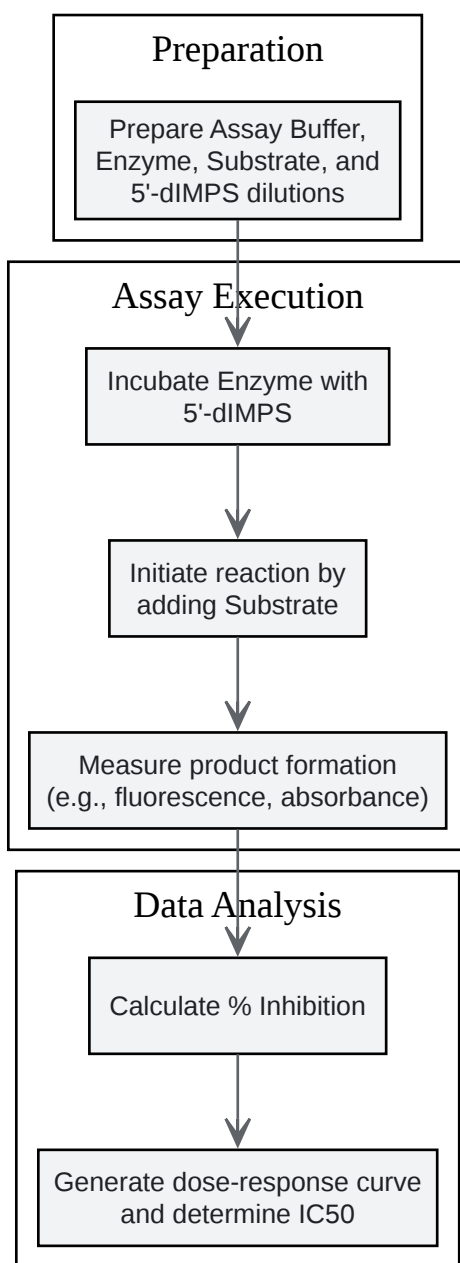 Preparation
Prepare Assay Buffer,
Enzyme, Substrate, and
5'-dIMPS dilutions
Assay Execution
Incubate Enzyme with
5'-dIMPS
Initiate reaction by
adding Substrate
Measure product formation
(e.g., fluorescence, absorbance)
Data Analysis
Calculate % Inhibition
Generate dose-response curve
and determine IC50